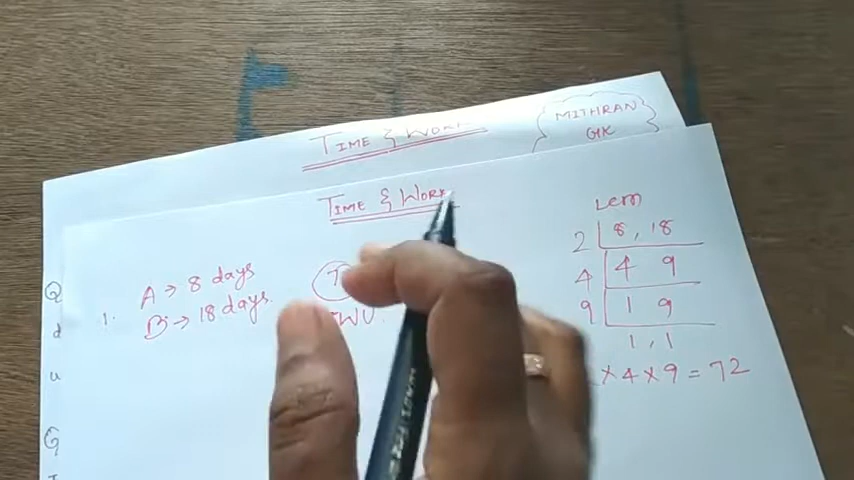 TIME & WORK
MITHRAN
GK
TIME & WORK
1. A → 8 days
B → 18 days.
TWU
Lcm
2 8, 18
4 4 9
9 1 9
1, 1
×4×9 = 72
Q
d
u
G